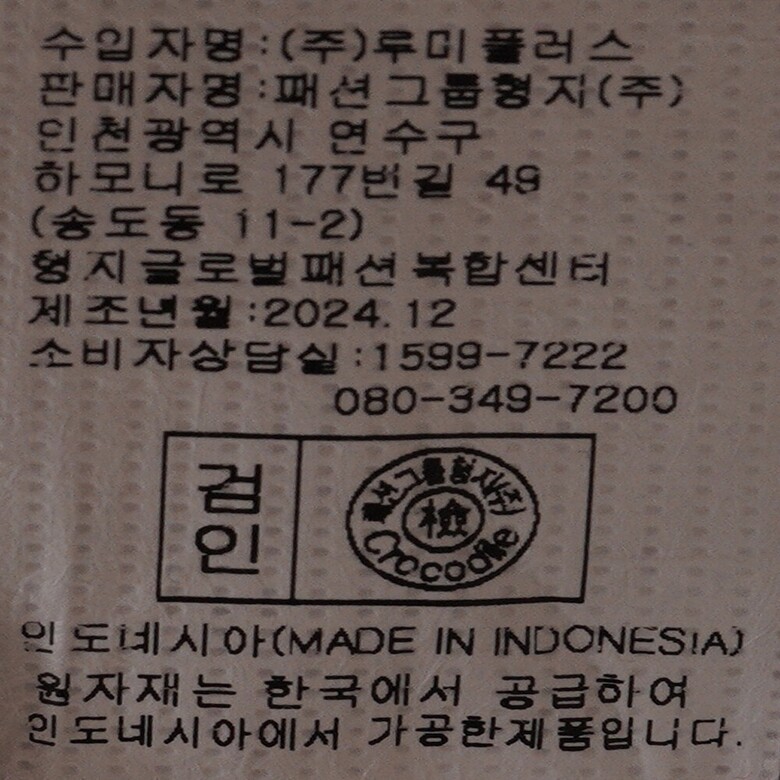 수입자명:(주)루미플러스
판매자명:패션그룹형지(주)
인천광역시 연수구
하모니로 177번길 49
(송도동 11-2)
형지글로벌패션복합센터
제조년월:2024.12
소비자상담실:1599-7222
080-349-7200
검인
패션그룹형지(주)
檢
Crocodile
인도네시아(MADE IN INDONESIA)
원자재는 한국에서 공급하여
인도네시아에서 가공한제품입니다.